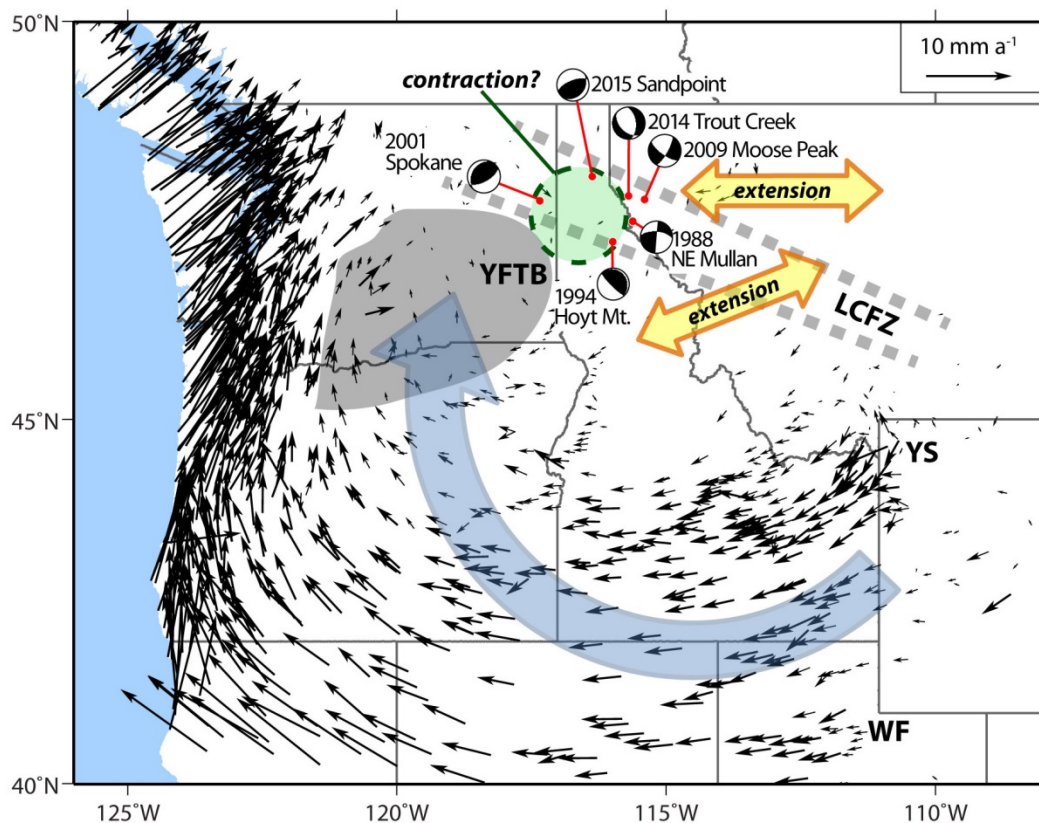 50˚N
10 mm a-1
contraction?
2015 Sandpoint
2014 Trout Creek
2009 Moose Peak
2001
Spokane
extension
1988
NE Mullan
YFTB
1994
Hoyt Mt.
extension
LCFZ
45˚N
YS
WF
40˚N
125˚W
120˚W
115˚W
110˚W